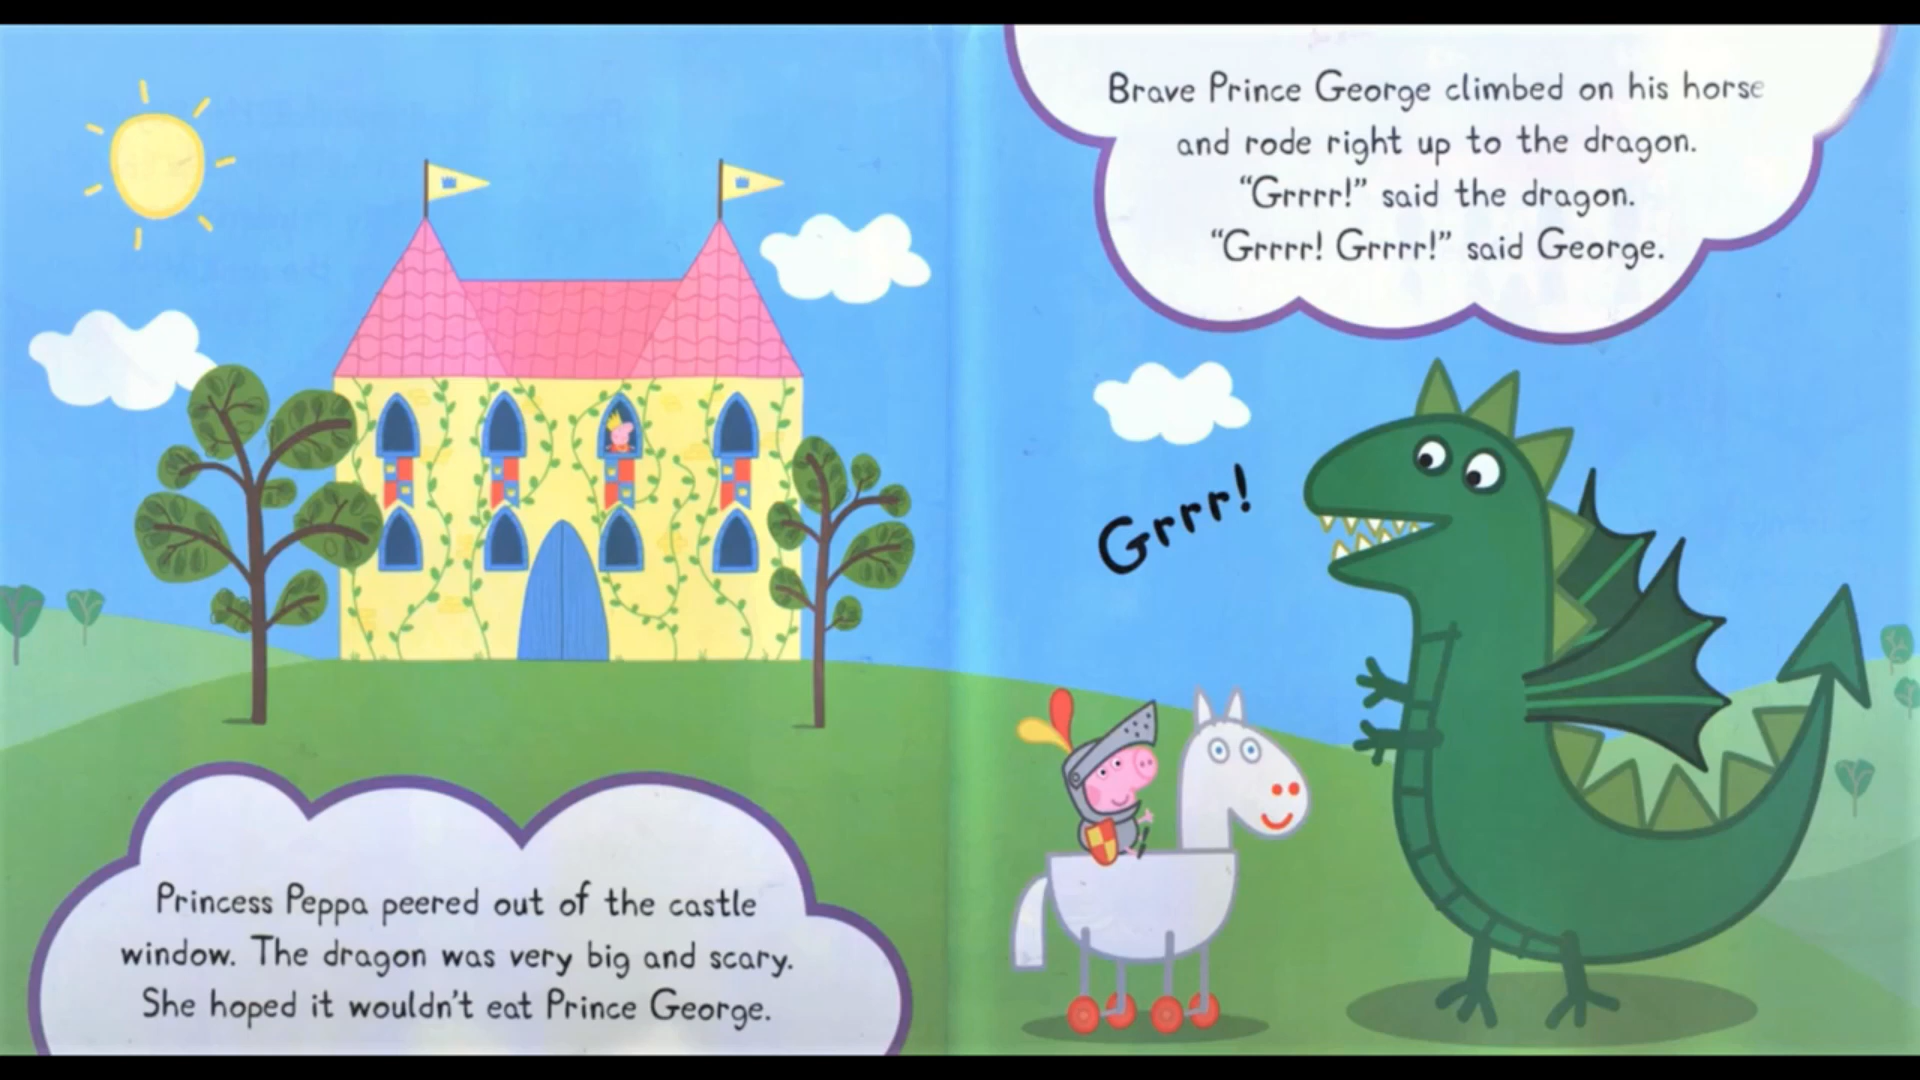 Princess Peppa peered out of the castle
window. The dragon was very big and scary.
She hoped it wouldn't eat Prince George.
Brave Prince George climbed on his horse
and rode right up to the dragon.
“Grrrr!” said the dragon.
“Grrrr! Grrrr!” said George.
Grrr!